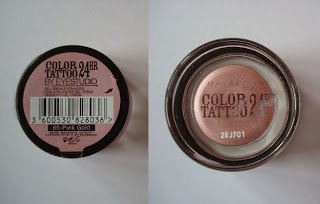 COLOR 24HR
TATTOO
BY EYESTUDIO
3 600530 828036 >
65-Pink Gold
MAYBELLINE
COLOR 24HR
TATTOO
26J701